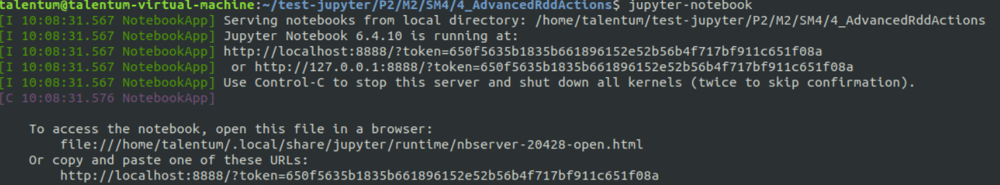 talentum@talentum-virtual-machine:~/test-jupyter/P2/M2/SM4/4_AdvancedRddActions$ jupyter-notebook
[I 10:08:31.567 NotebookApp] Serving notebooks from local directory: /home/talentum/test-jupyter/P2/M2/SM4/4_AdvancedRddActions
[I 10:08:31.567 NotebookApp] Jupyter Notebook 6.4.10 is running at:
[I 10:08:31.567 NotebookApp] http://localhost:8888/?token=650f5635b1835b661896152e52b56b4f717bf911c651f08a
[I 10:08:31.567 NotebookApp]  or http://127.0.0.1:8888/?token=650f5635b1835b661896152e52b56b4f717bf911c651f08a
[I 10:08:31.567 NotebookApp] Use Control-C to stop this server and shut down all kernels (twice to skip confirmation).
[C 10:08:31.576 NotebookApp]
To access the notebook, open this file in a browser:
file:///home/talentum/.local/share/jupyter/runtime/nbserver-20428-open.html
Or copy and paste one of these URLs:
http://localhost:8888/?token=650f5635b1835b661896152e52b56b4f717bf911c651f08a